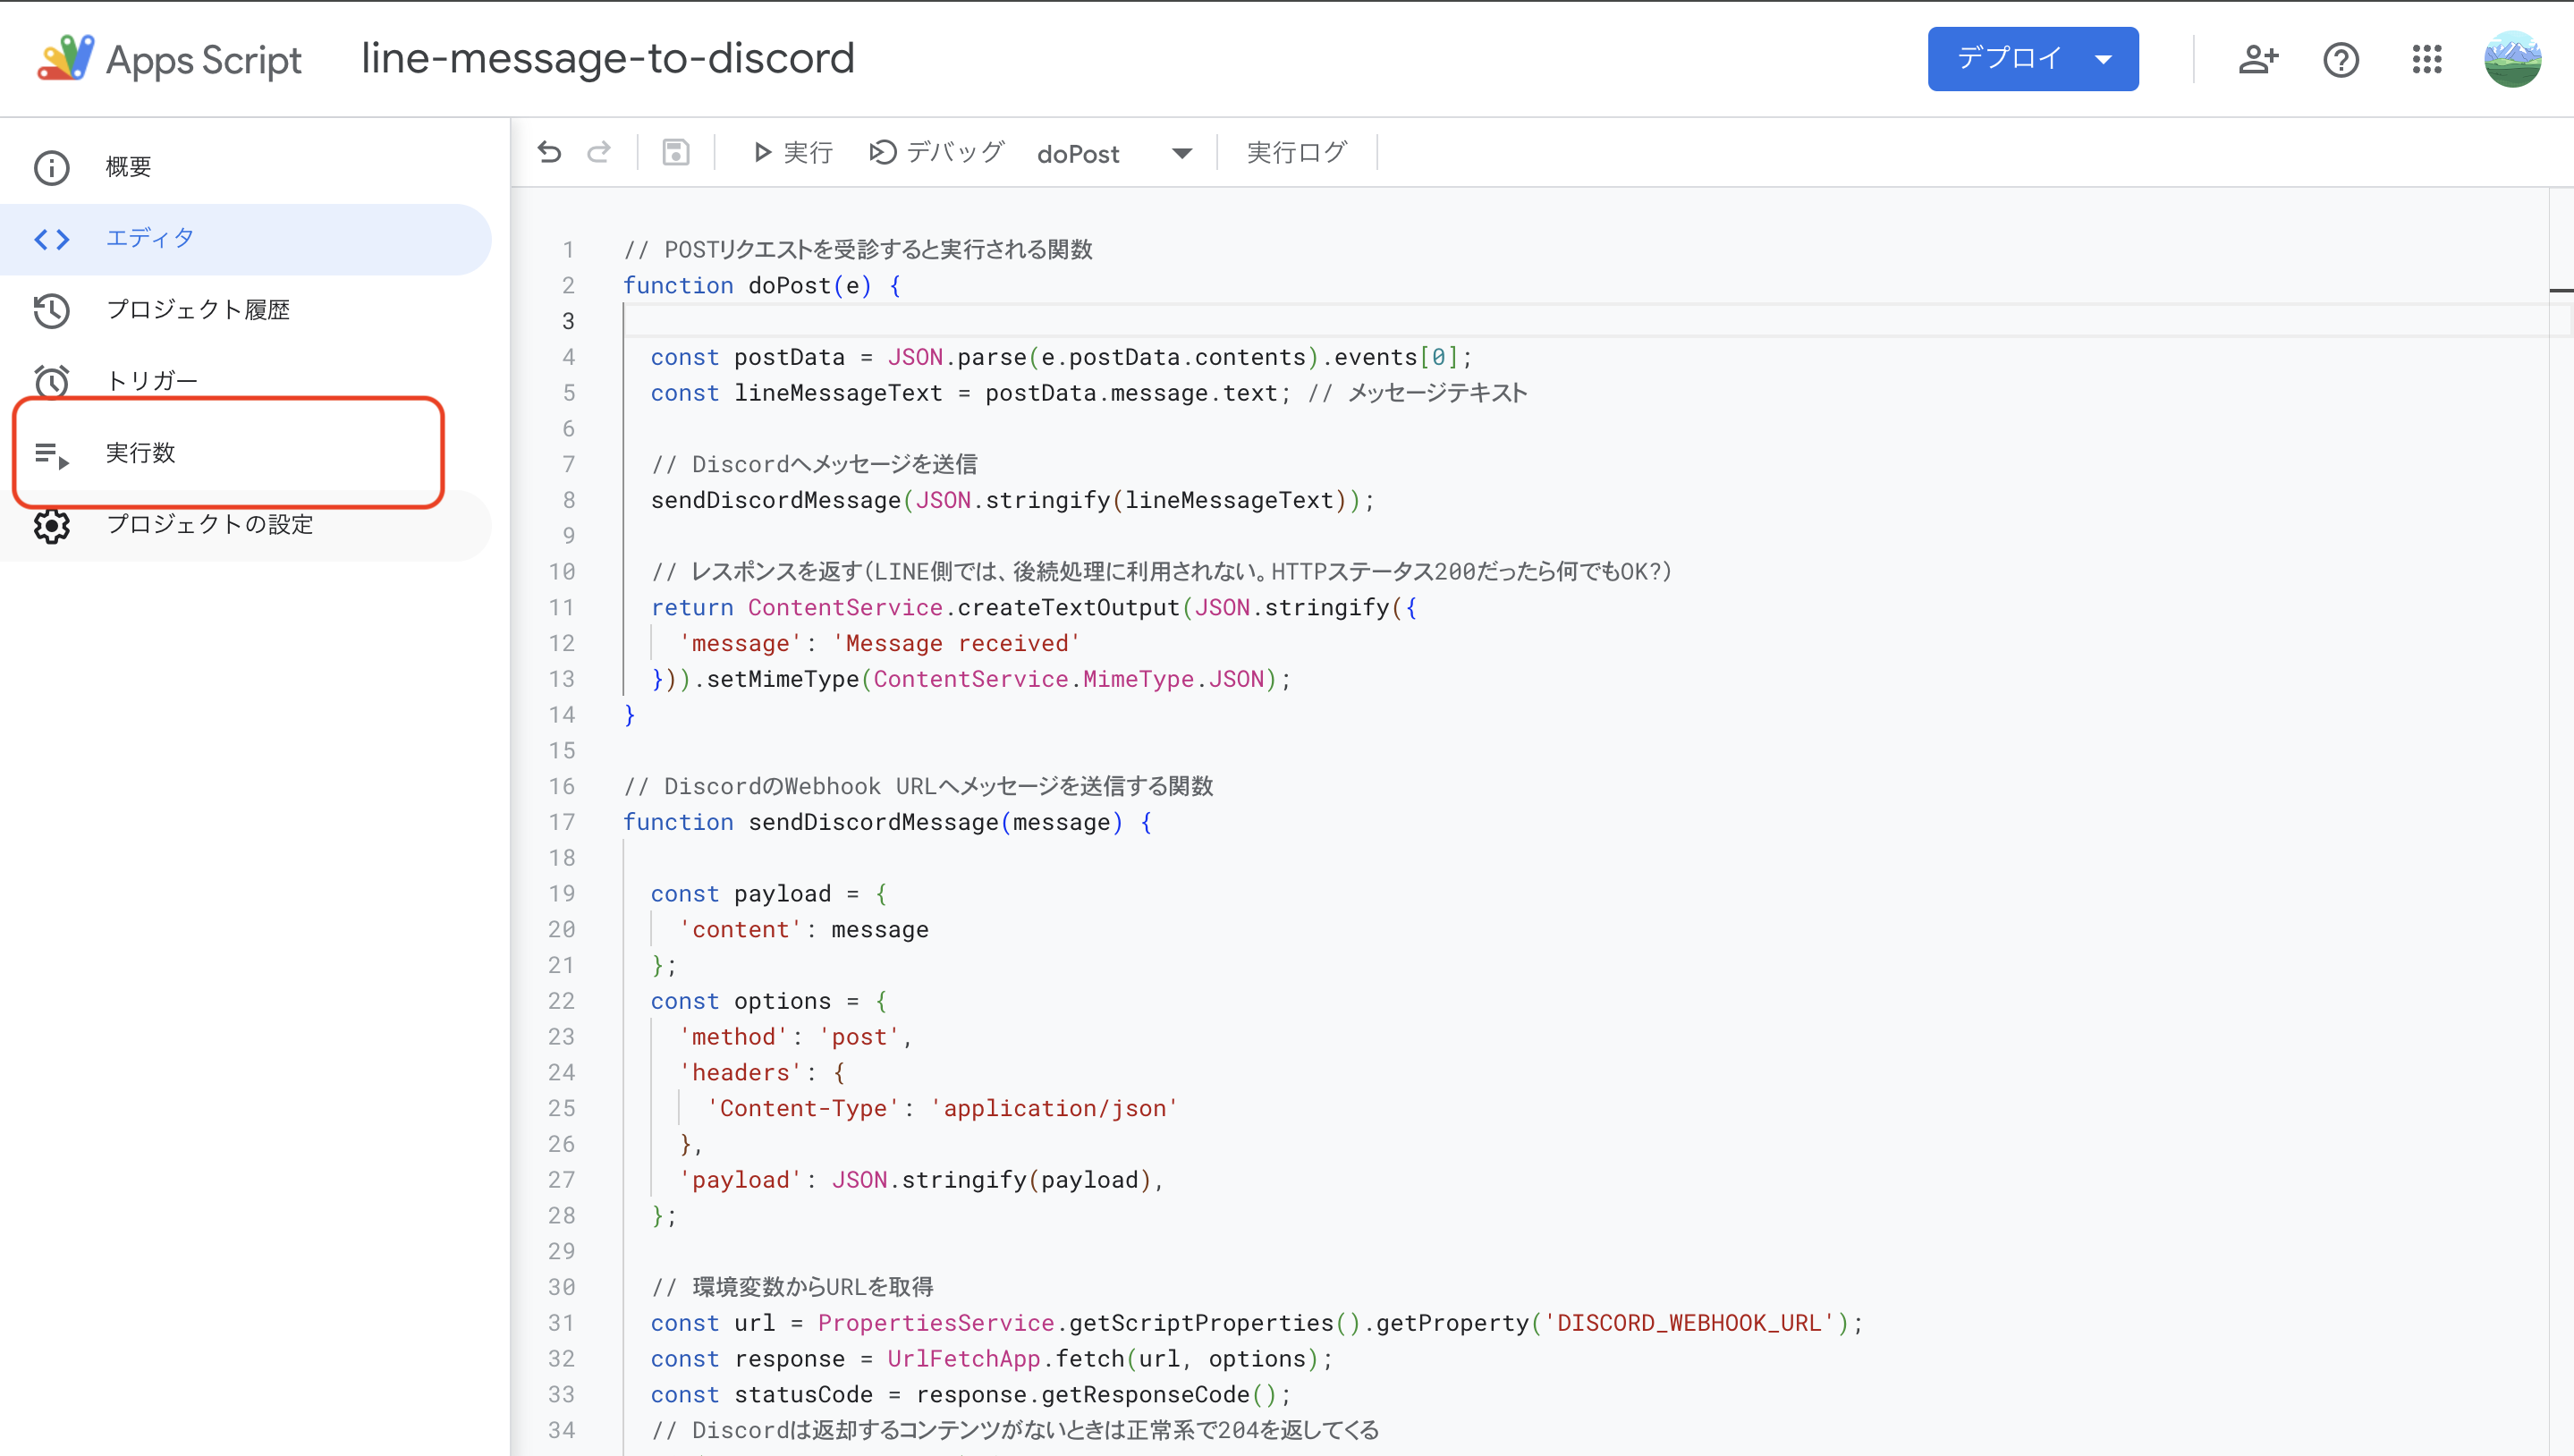 Apps Script line-message-to-discord デプロイ
概要
エディタ
プロジェクト履歴
トリガー
実行数
プロジェクトの設定
実行 デバッグ doPost 実行ログ
1 // POSTリクエストを受診すると実行される関数
2 function doPost(e) {
3
4 const postData = JSON.parse(e.postData.contents).events[0];
5 const lineMessageText = postData.message.text; // メッセージテキスト
6
7 // Discordへメッセージを送信
8 sendDiscordMessage(JSON.stringify(lineMessageText));
9
10 // レスポンスを返す(LINE側では、後続処理に利用されない。HTTPステータス200だったら何でもOK?)
11 return ContentService.createTextOutput(JSON.stringify({
12 'message': 'Message received'
13 })).setMimeType(ContentService.MimeType.JSON);
14 }
15
16 // DiscordのWebhook URLへメッセージを送信する関数
17 function sendDiscordMessage(message) {
18
19 const payload = {
20 'content': message
21 };
22 const options = {
23 'method': 'post',
24 'headers': {
25 'Content-Type': 'application/json'
26 },
27 'payload': JSON.stringify(payload),
28 };
29
30 // 環境変数からURLを取得
31 const url = PropertiesService.getScriptProperties().getProperty('DISCORD_WEBHOOK_URL');
32 const response = UrlFetchApp.fetch(url, options);
33 const statusCode = response.getResponseCode();
34 // Discordは返却するコンテンツがないときは正常系で204を返してくる